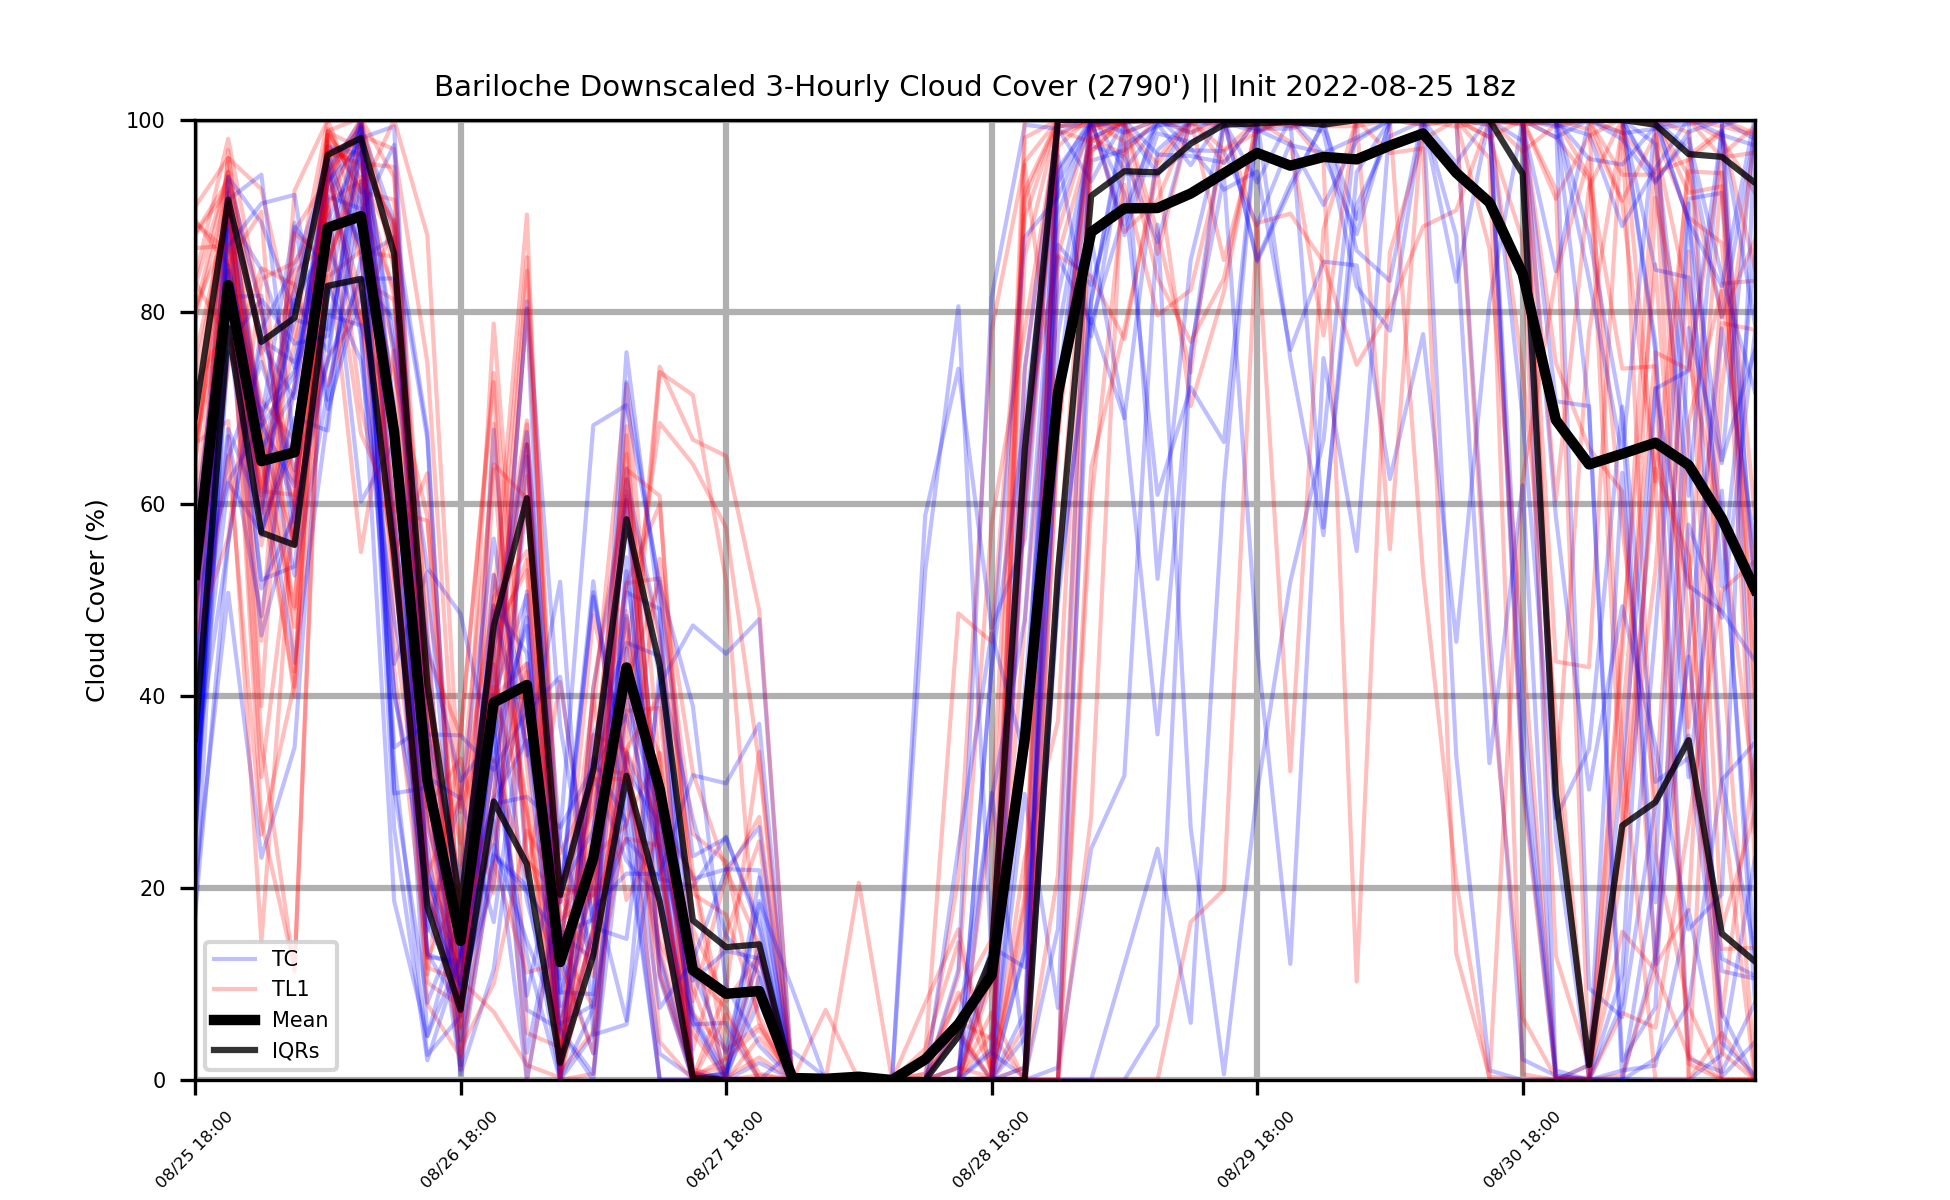 Bariloche Downscaled 3-Hourly Cloud Cover (2790') || Init 2022-08-25 18z
100
80
60
40
20
0
Cloud Cover (%)
TC
TL1
Mean
IQRs
08/25 18:00
08/26 18:00
08/27 18:00
08/28 18:00
08/29 18:00
08/30 18:00